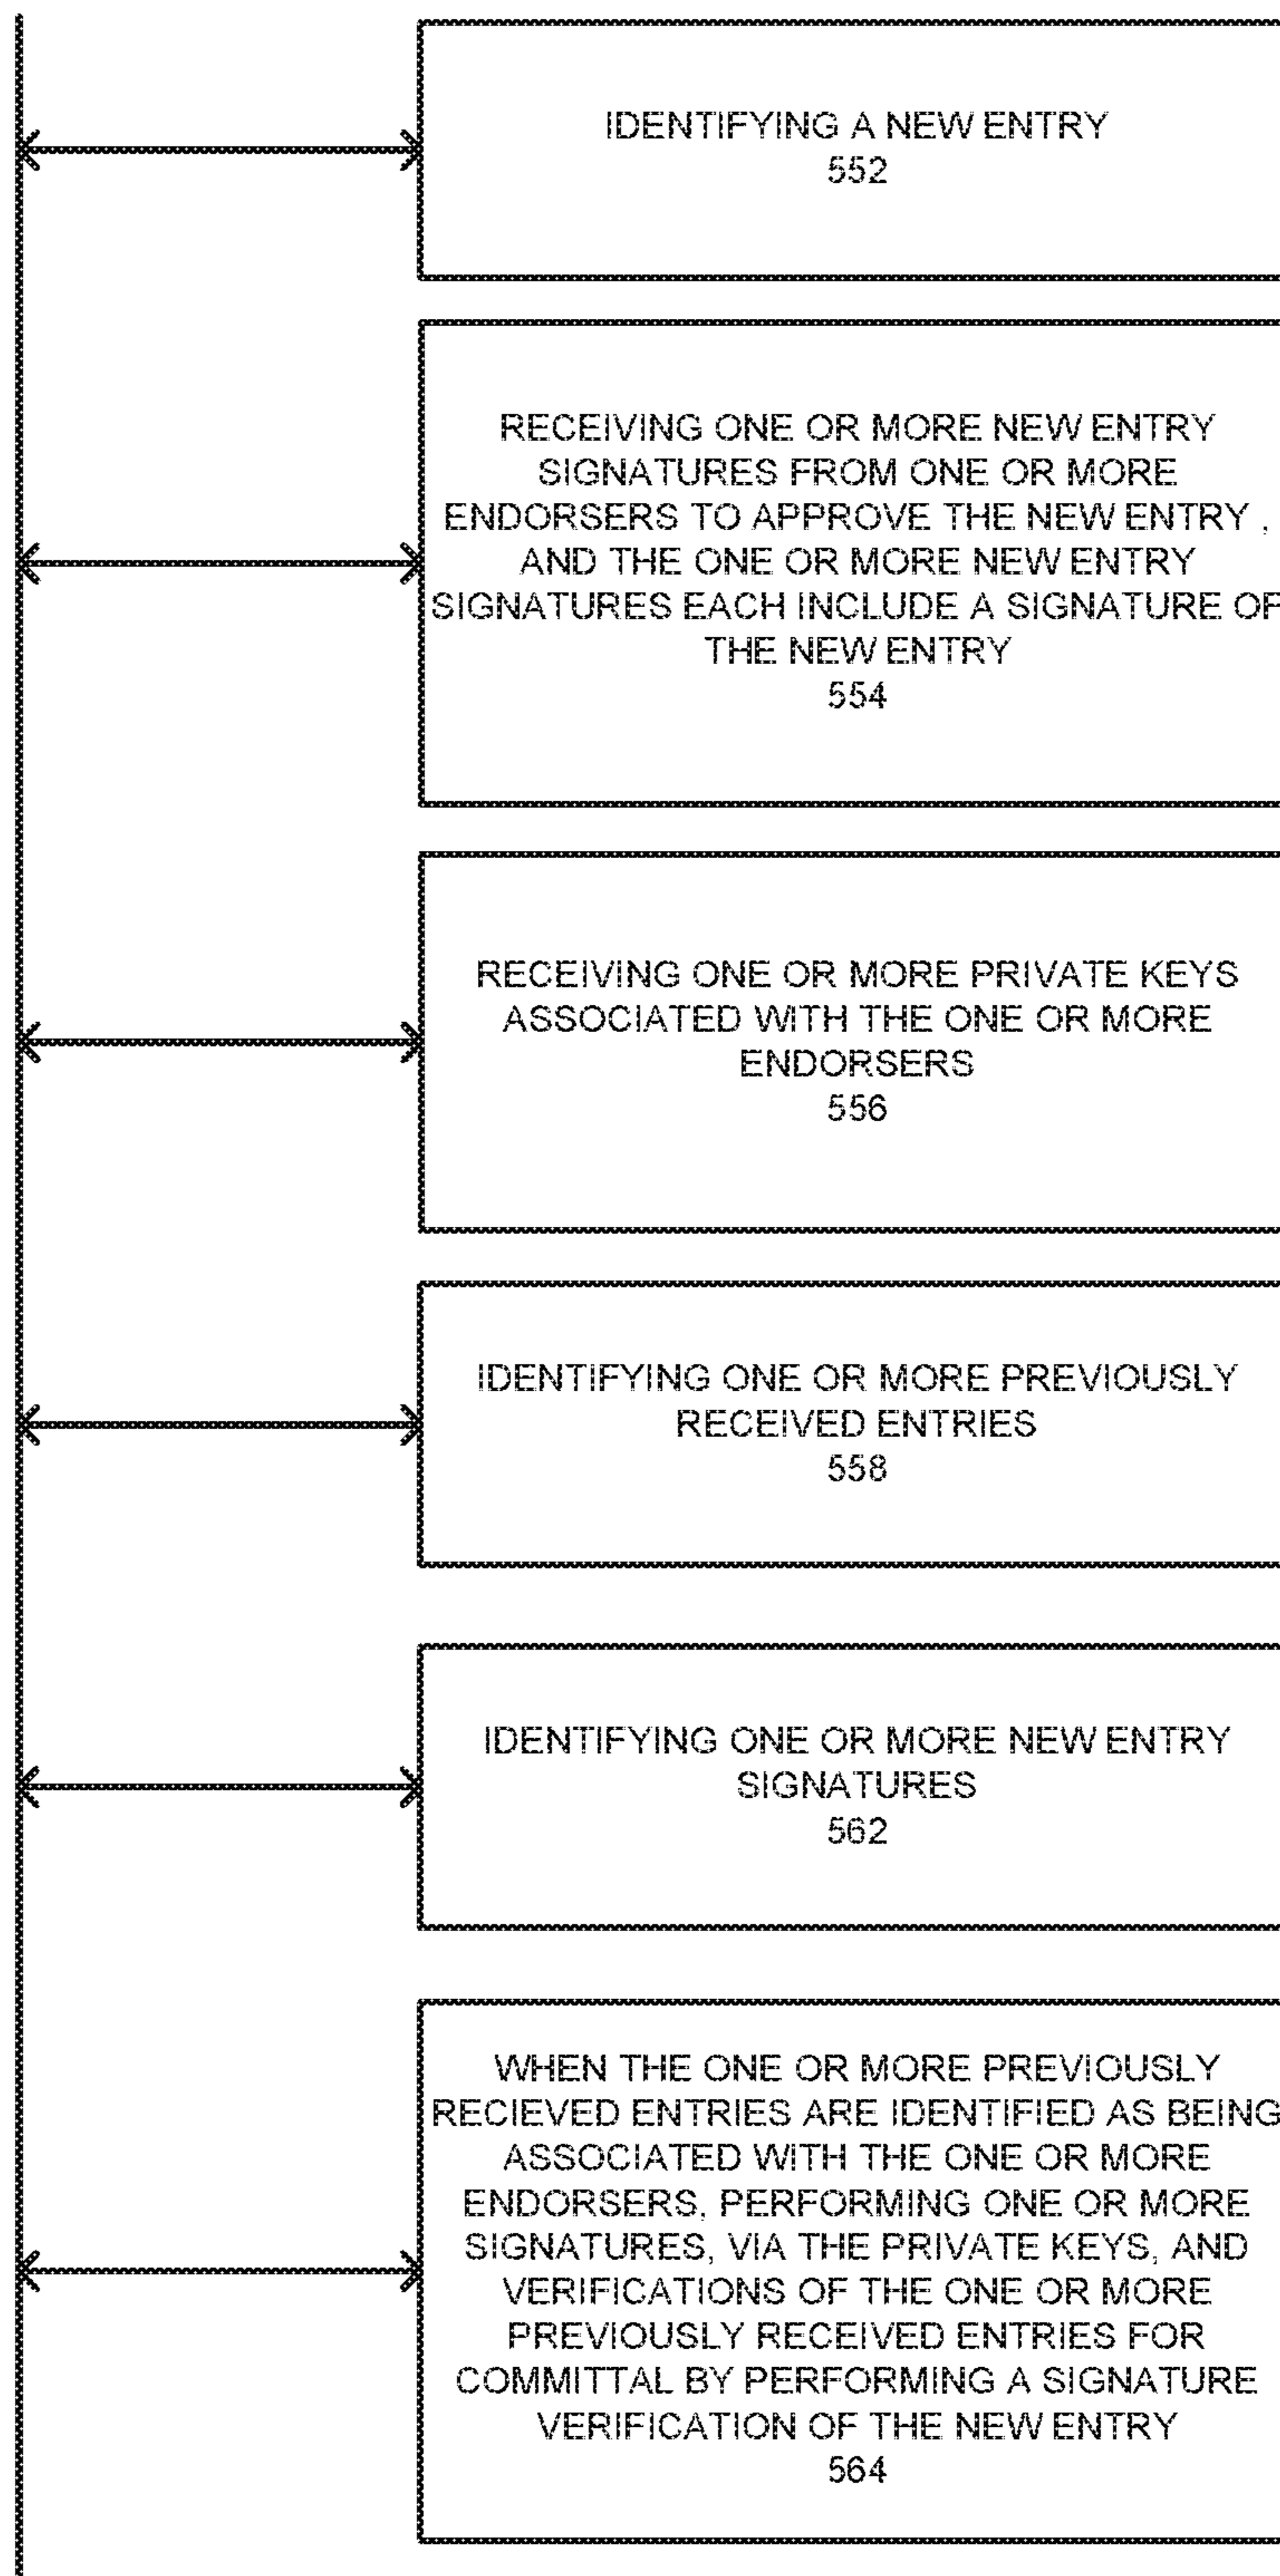 IDENTIFYING A NEW ENTRY
552
RECEIVING ONE OR MORE NEW ENTRY
SIGNATURES FROM ONE OR MORE
ENDORSERS TO APPROVE THE NEW ENTRY ,
AND THE ONE OR MORE NEW ENTRY
SIGNATURES EACH INCLUDE A SIGNATURE OF
THE NEW ENTRY
554
RECEIVING ONE OR MORE PRIVATE KEYS
ASSOCIATED WITH THE ONE OR MORE
ENDORSERS
556
IDENTIFYING ONE OR MORE PREVIOUSLY
RECEIVED ENTRIES
558
IDENTIFYING ONE OR MORE NEW ENTRY
SIGNATURES
562
WHEN THE ONE OR MORE PREVIOUSLY
RECIEVED ENTRIES ARE IDENTIFIED AS BEING
ASSOCIATED WITH THE ONE OR MORE
ENDORSERS, PERFORMING ONE OR MORE
SIGNATURES, VIA THE PRIVATE KEYS, AND
VERIFICATIONS OF THE ONE OR MORE
PREVIOUSLY RECEIVED ENTRIES FOR
COMMITTAL BY PERFORMING A SIGNATURE
VERIFICATION OF THE NEW ENTRY
564